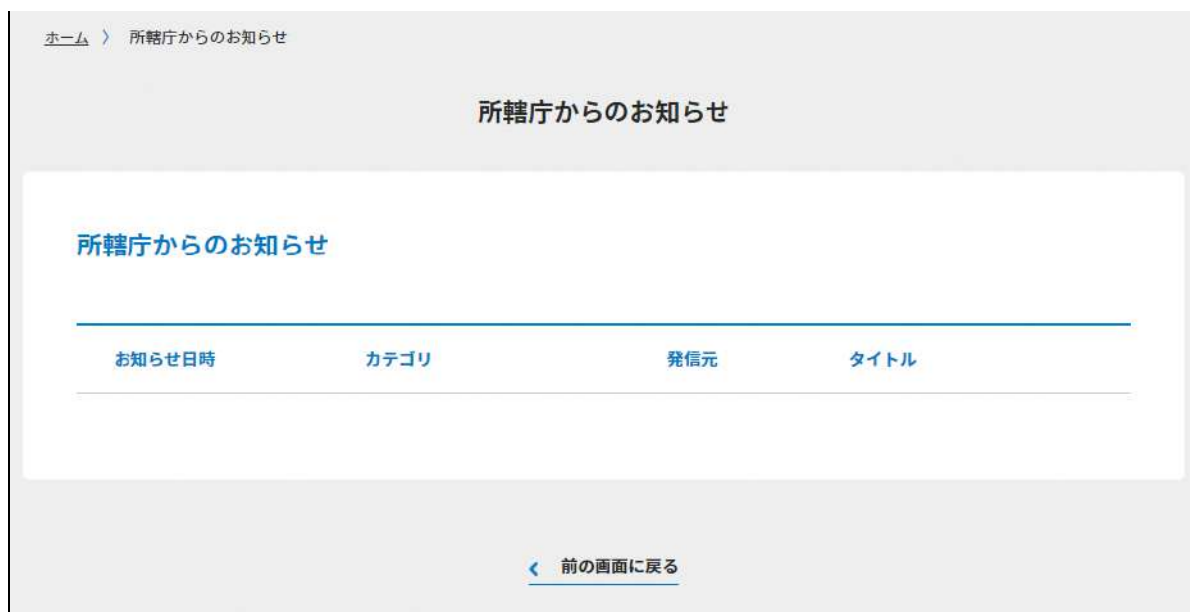 ホーム 〉 所轄庁からのお知らせ
所轄庁からのお知らせ
所轄庁からのお知らせ
お知らせ日時 カテゴリ 発信元 タイトル
前の画面に戻る